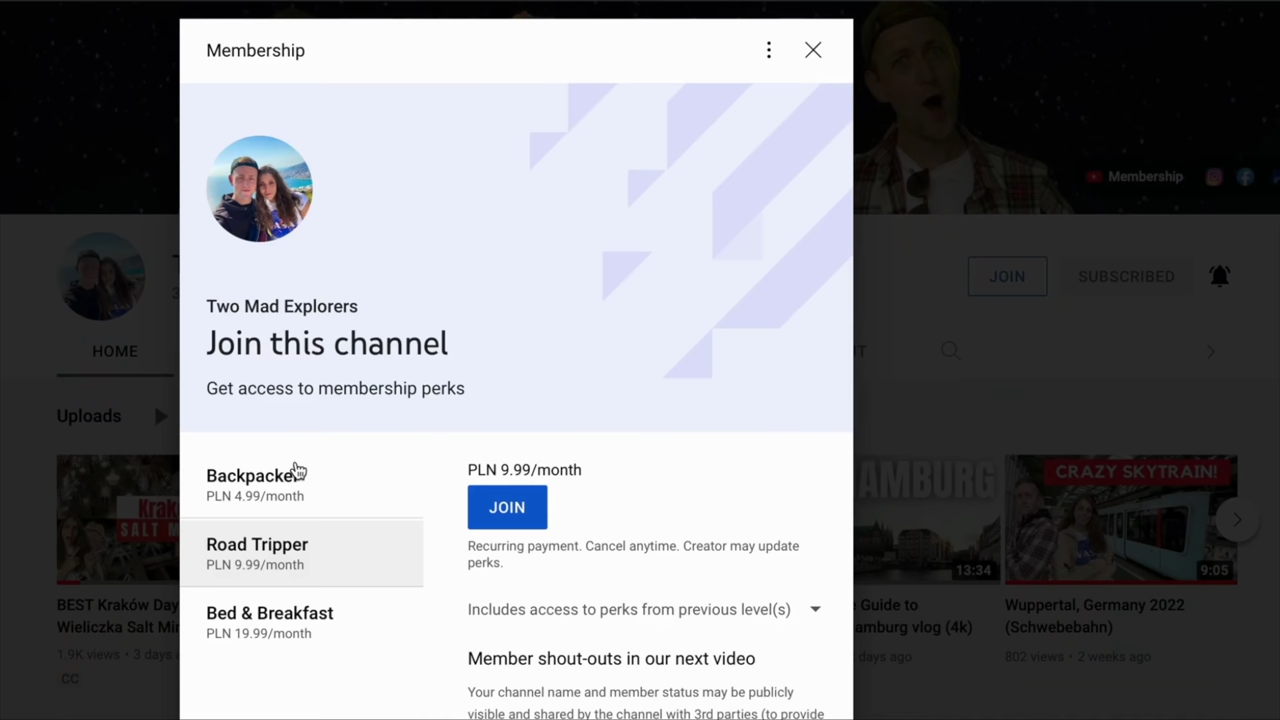 Membership
Two Mad Explorers
Join this channel
Get access to membership perks
Backpacker
PLN 4.99/month
Road Tripper
PLN 9.99/month
Bed & Breakfast
PLN 19.99/month
PLN 9.99/month
JOIN
Recurring payment. Cancel anytime. Creator may update
perks.
Includes access to perks from previous level(s)
Member shout-outs in our next video
Your channel name and member status may be publicly
visible and shared by the channel with 3rd parties (to provide
Membership
JOIN
SUBSCRIBED
HOME
Uploads
SALT
BEST Kraków Day
Wieliczka Salt
1.9K views • 3 days
CC
HAMBURG
13:34
Guide to
vlog (4k)
days ago
CRAZY SKYTRAIN!
9:05
Wuppertal, Germany 2022
(Schwebebahn)
802 views • 2 weeks ago